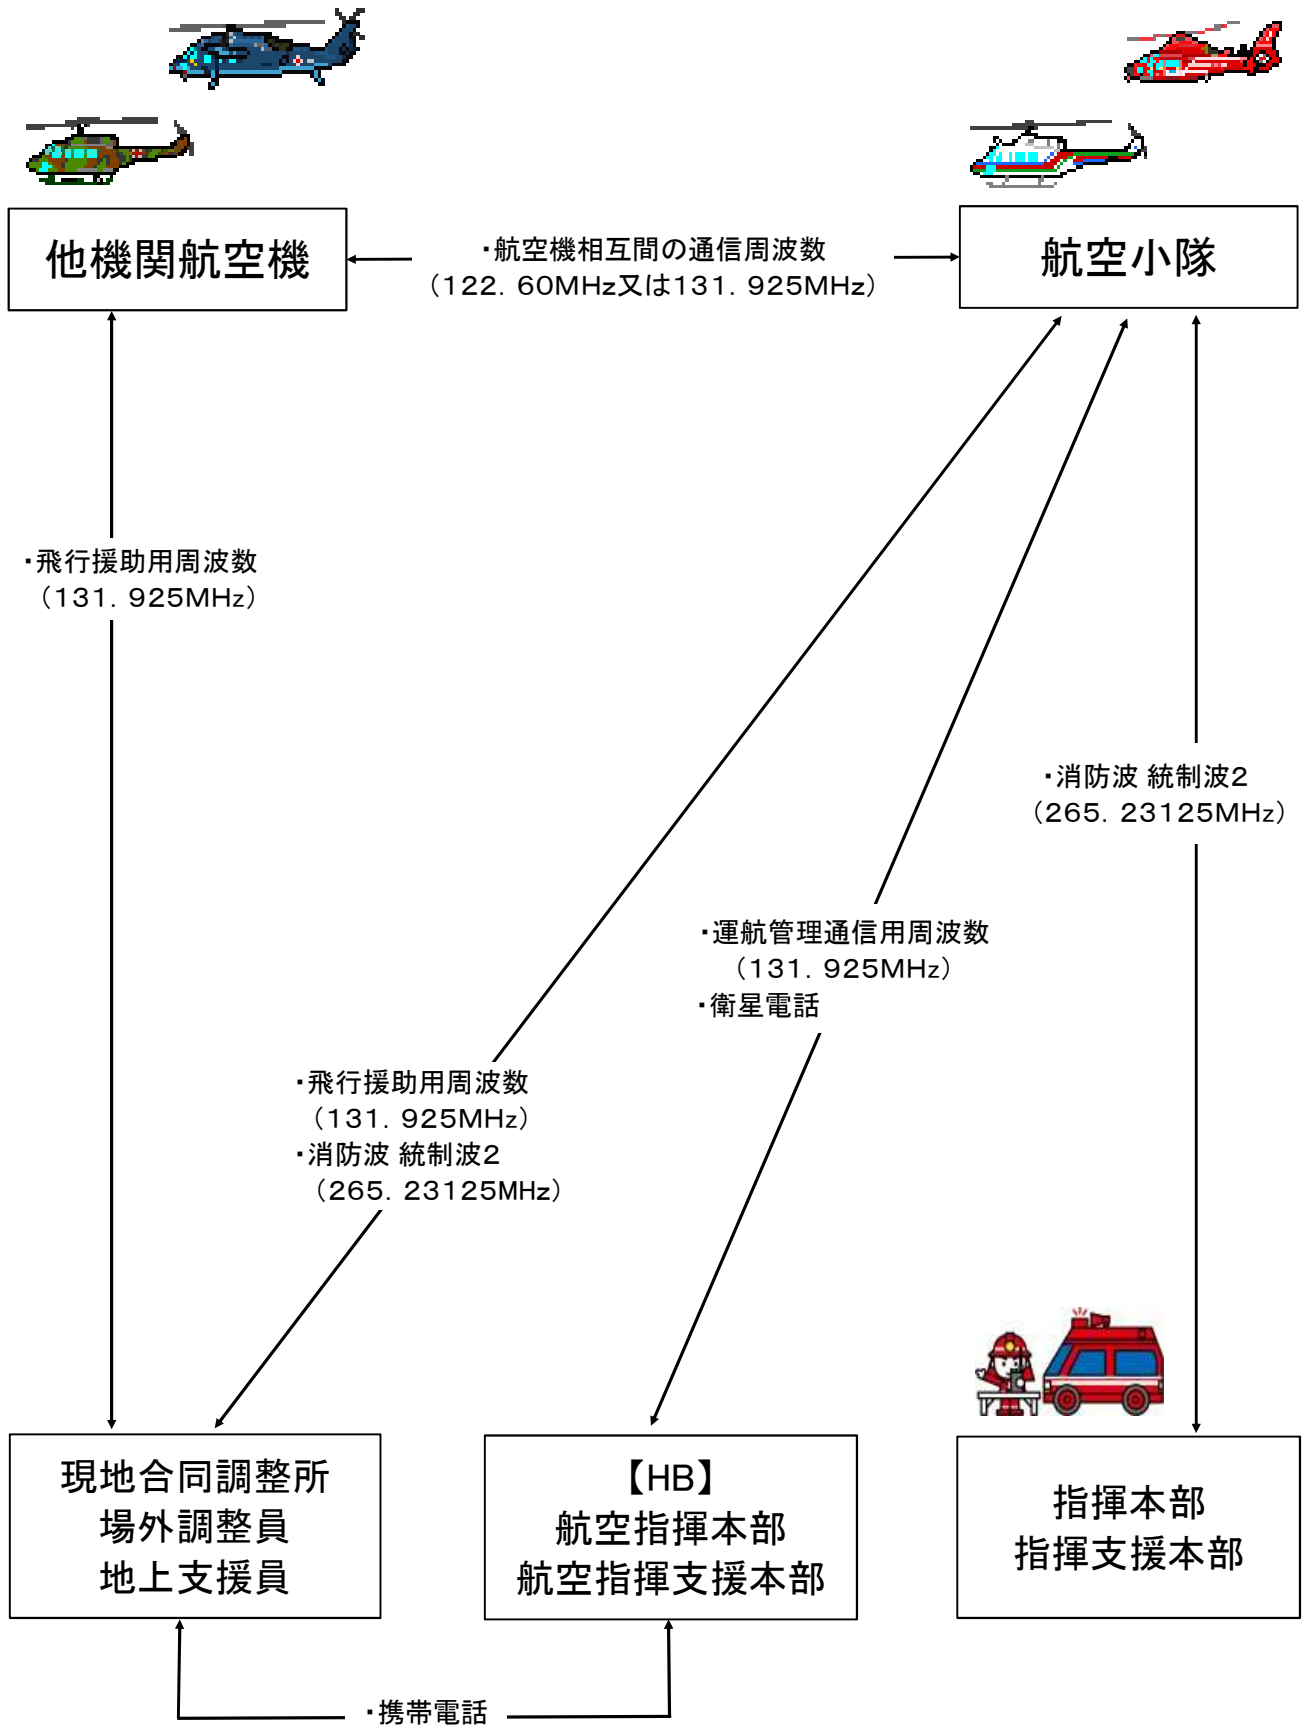 他機関航空機
・航空機相互間の通信周波数
（122．60MHz又は131．925MHz）
航空小隊
・飛行援助用周波数
（131．925MHz）
・消防波 統制波2
（265．23125MHz）
・運航管理通信用周波数
（131．925MHz）
・衛星電話
・飛行援助用周波数
（131．925MHz）
・消防波 統制波2
（265．23125MHz）
現地合同調整所
場外調整員
地上支援員
【HB】
航空指揮本部
航空指揮支援本部
指揮本部
指揮支援本部
・携帯電話